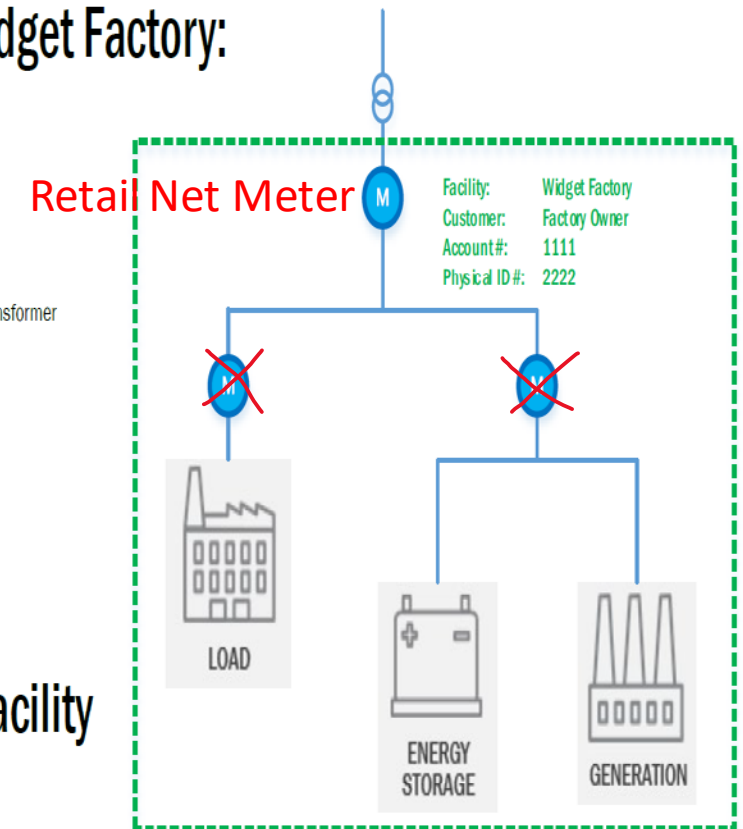 dget Factory:
Retail Net Meter
M
Facility: Widget Factory
Customer: Factory Owner
Account #: 1111
Physical ID #: 2222
nsformer
M
M
LOAD
acility
ENERGY
STORAGE
GENERATION